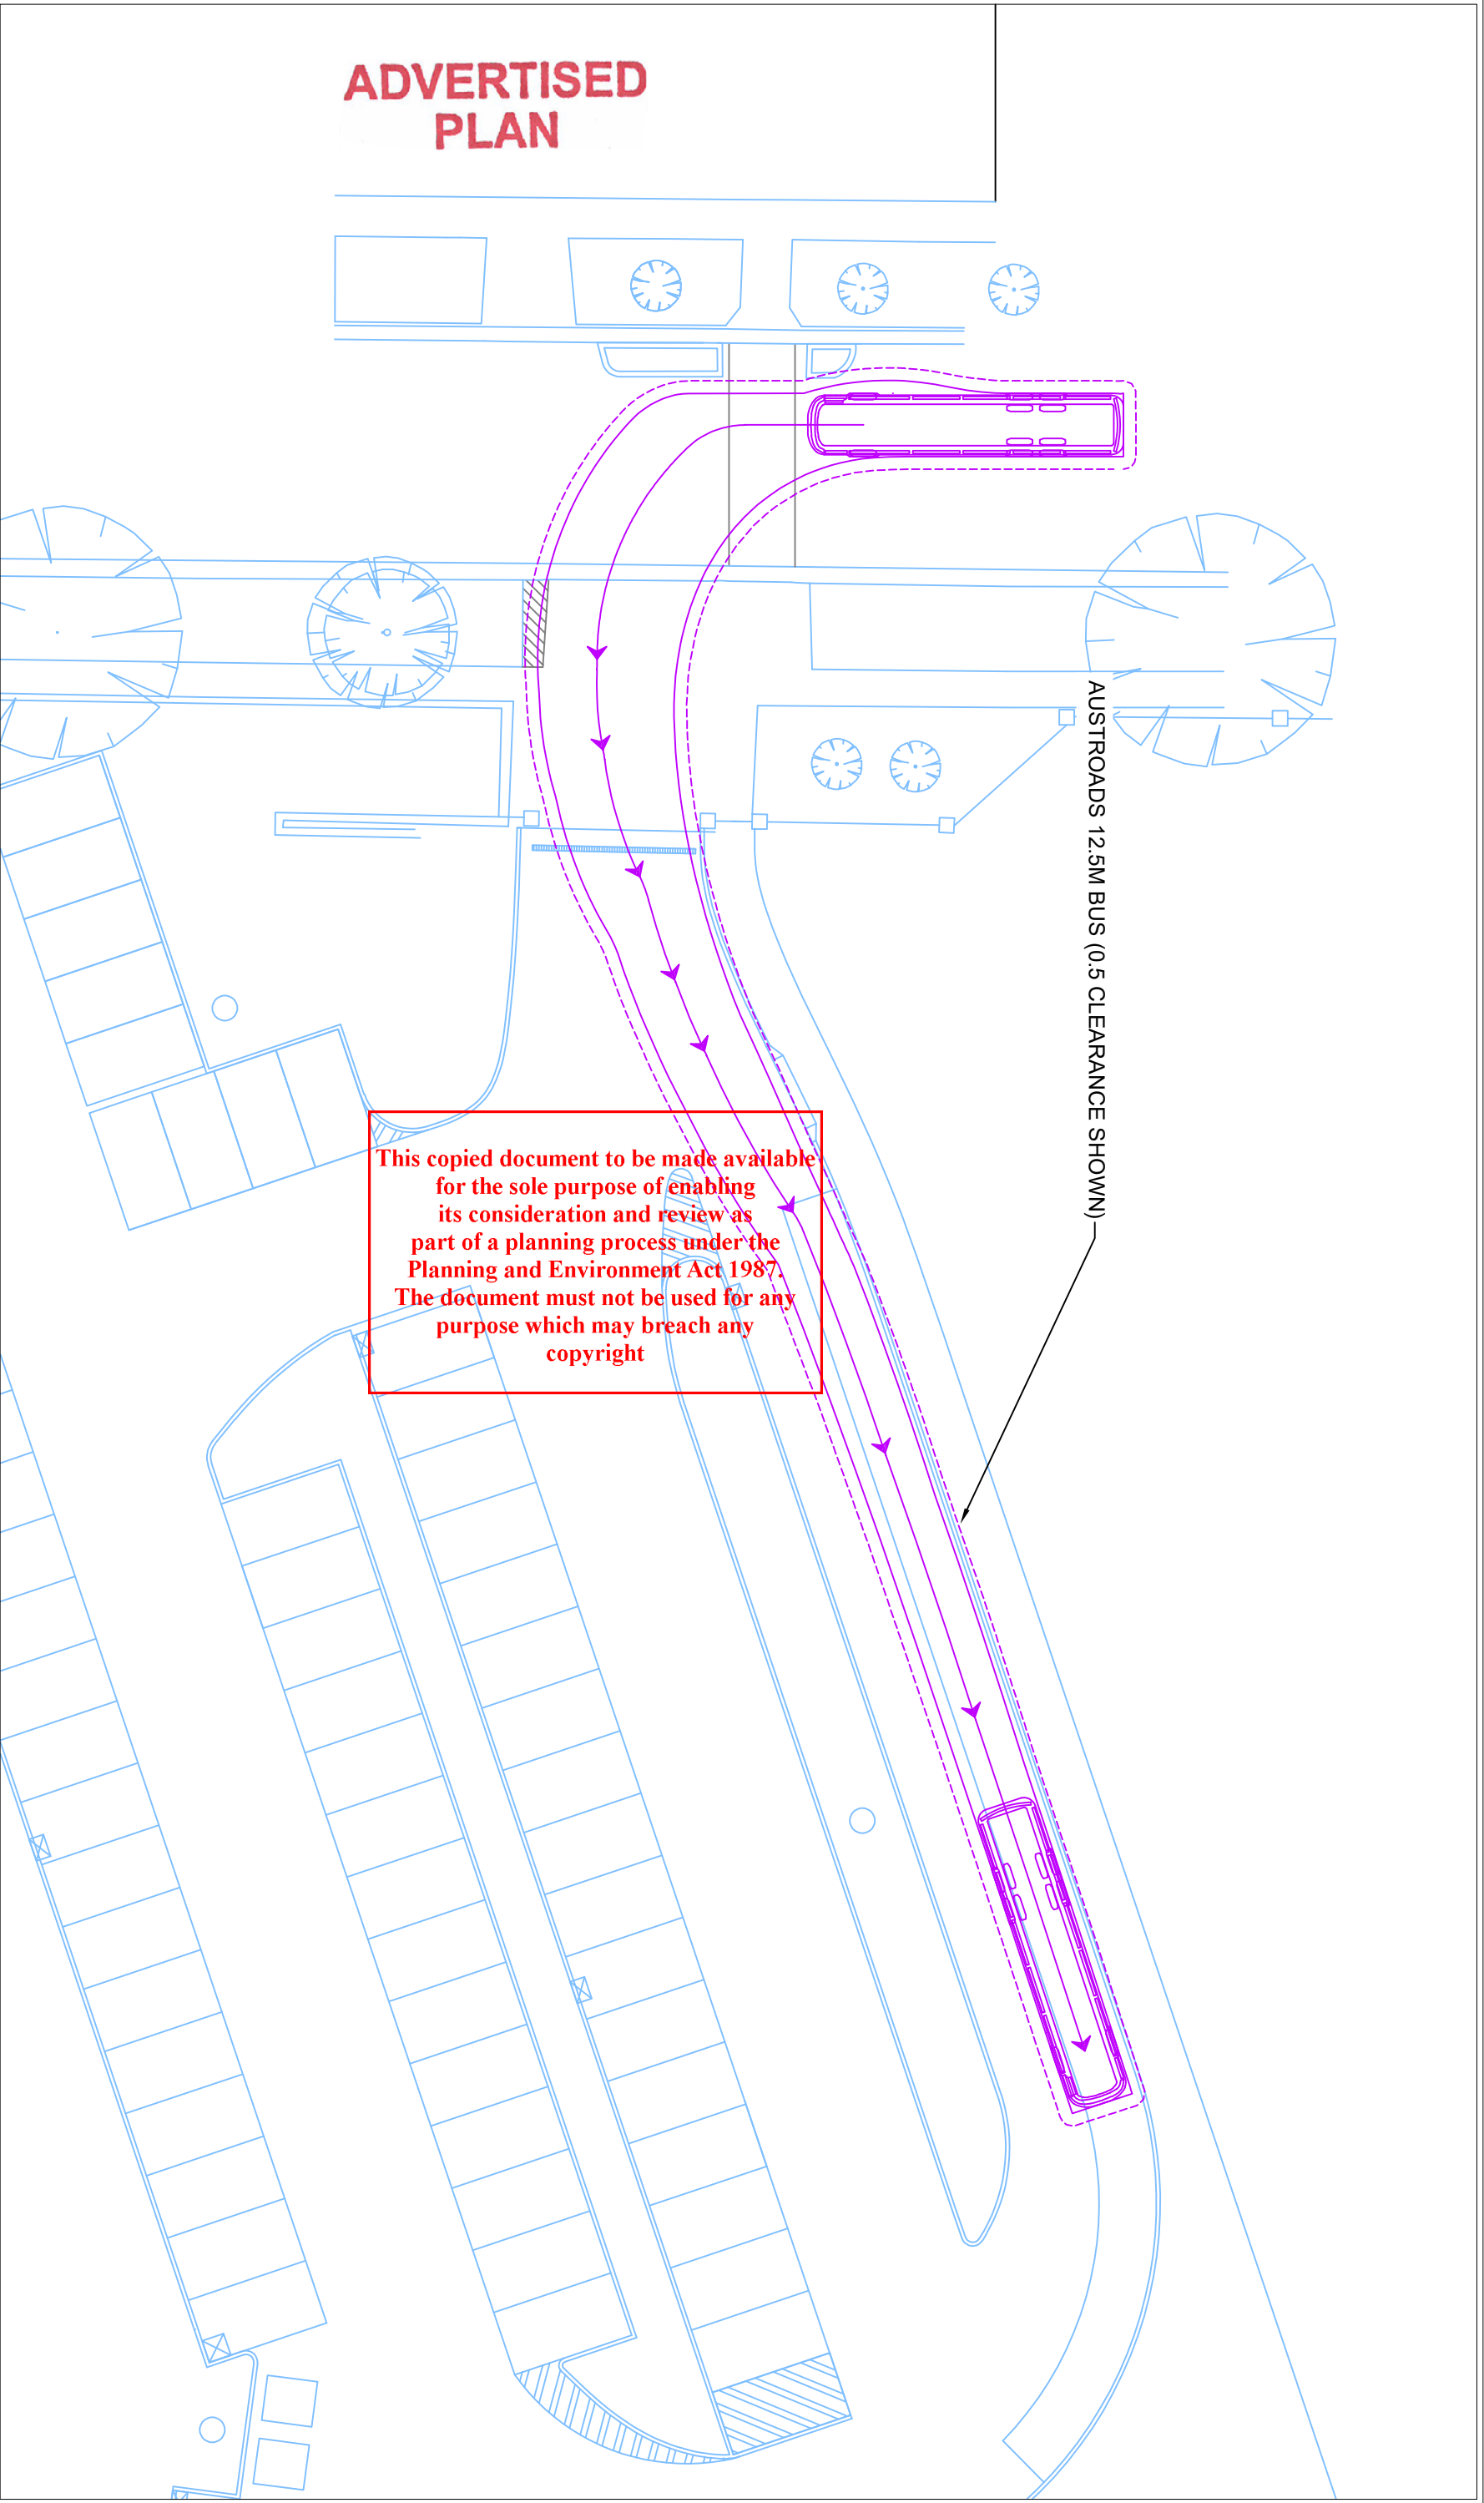 ADVERTISED
PLAN
AUSTROADS 12.5M BUS (0.5 CLEARANCE SHOWN)
This copied document to be made available
for the sole purpose of enabling
its consideration and review as
part of a planning process under the
Planning and Environment Act 1987.
The document must not be used for any
purpose which may breach any
copyright